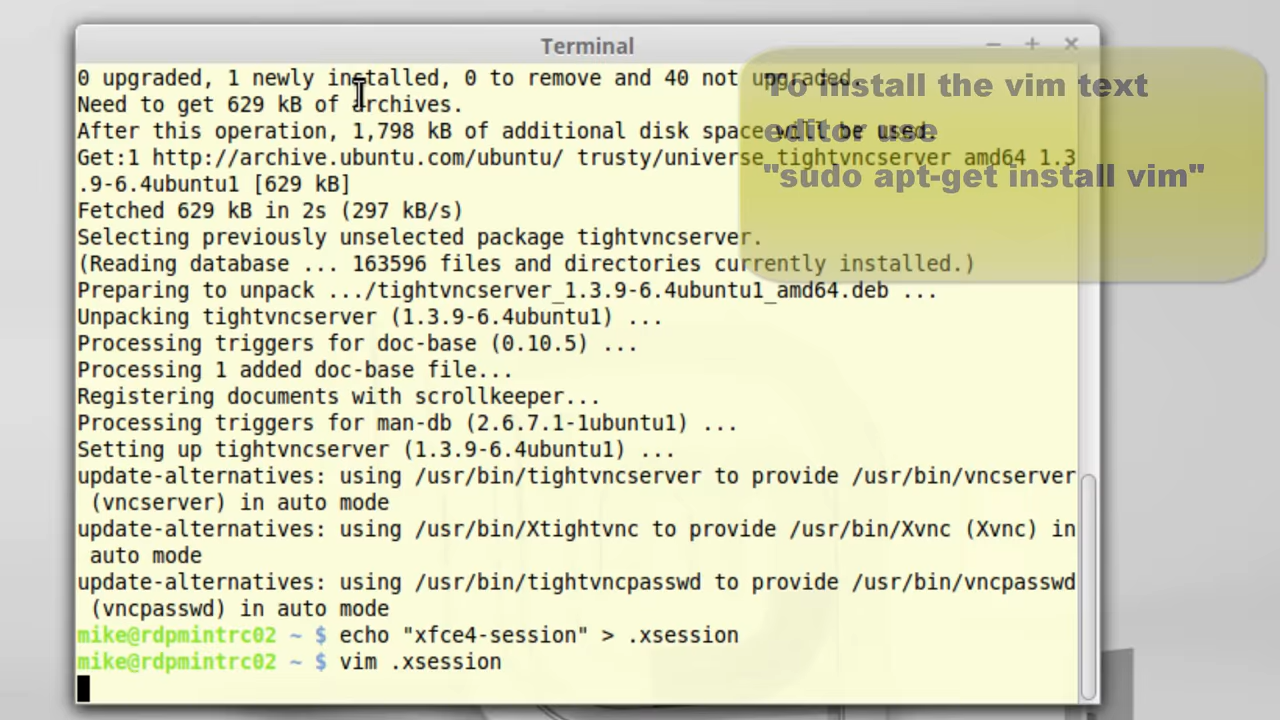 Terminal
0 upgraded, 1 newly installed, 0 to remove and 40 not upgraded.
Need to get 629 kB of archives.
After this operation, 1,798 kB of additional disk space will be used.
Get:1 http://archive.ubuntu.com/ubuntu/ trusty/universe tightvncserver amd64 1.3
.9-6.4ubuntu1 [629 kB]
Fetched 629 kB in 2s (297 kB/s)
Selecting previously unselected package tightvncserver.
(Reading database ... 163596 files and directories currently installed.)
Preparing to unpack .../tightvncserver_1.3.9-6.4ubuntu1_amd64.deb ...
Unpacking tightvncserver (1.3.9-6.4ubuntu1) ...
Processing triggers for doc-base (0.10.5) ...
Processing 1 added doc-base file...
Registering documents with scrollkeeper...
Processing triggers for man-db (2.6.7.1-1ubuntu1) ...
Setting up tightvncserver (1.3.9-6.4ubuntu1) ...
update-alternatives: using /usr/bin/tightvncserver to provide /usr/bin/vncserver
(vncserver) in auto mode
update-alternatives: using /usr/bin/Xtightvnc to provide /usr/bin/Xvnc (Xvnc) in
auto mode
update-alternatives: using /usr/bin/tightvncpasswd to provide /usr/bin/vncpasswd
(vncpasswd) in auto mode
mike@rdpmintrc02 ~ $ echo "xfce4-session" > .xsession
mike@rdpmintrc02 ~ $ vim .xsession
To install the vim text
editor use
"sudo apt-get install vim"